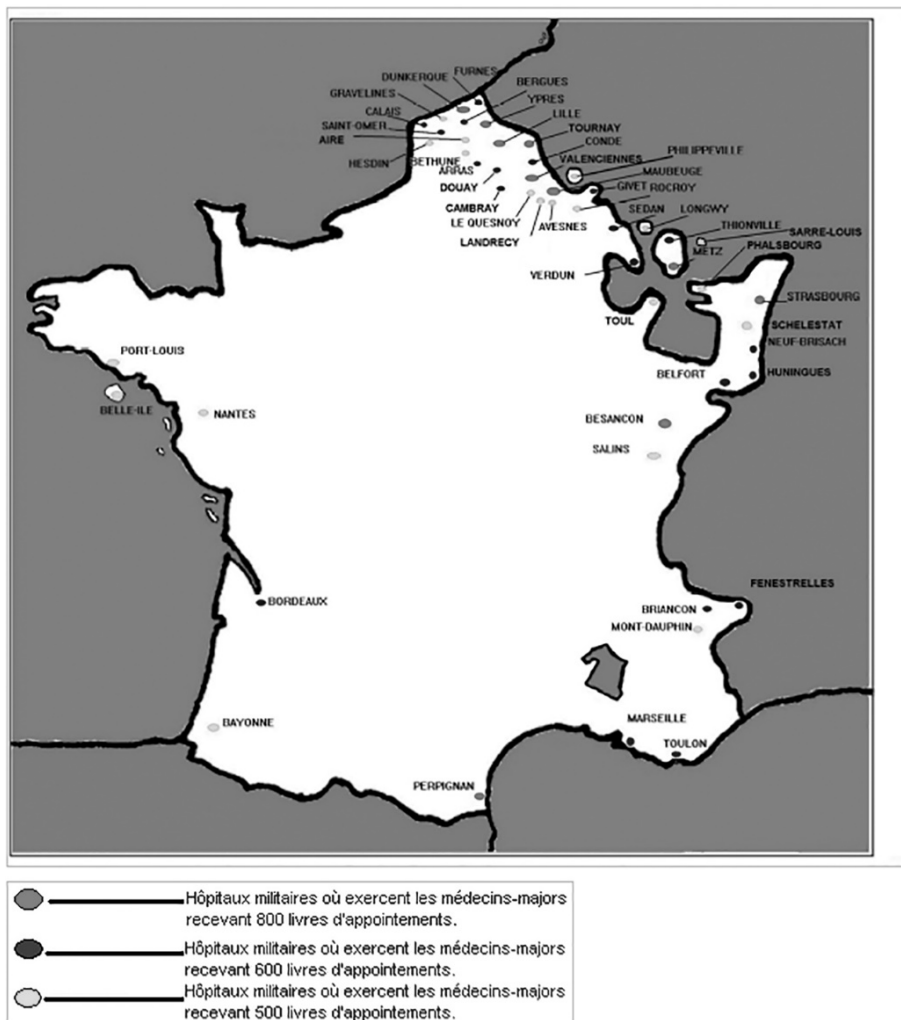 FURNES
DUNKERQUE
BERGUES
GRAVELINES
YPRES
CALAIS
LILLE
SAINT-OMER
TOURNAY
AIRE
CONDE
PHILIPPEVILLE
HESDIN
BETHUNE
VALENCIENNES
ARRAS
MAUBEUGE
DOUAY
GIVET
ROCROY
CAMBRAY
SEDAN
LONGWY
LE QUESNOY
AVESNES
THIONVILLE
LANDRECY
SARRE-LOUIS
METZ
PHALSBOURG
VERDUN
STRASBOURG
TOUL
SCHELESTAT
NEUF-BRISACH
PORT-LOUIS
BELFORT
HUNINGUES
BELLE-ILE
NANTES
BESANCON
SALINS
FENESTRELLES
BORDEAUX
BRIANCON
MONT-DAUPHIN
MARSEILLE
BAYONNE
TOULON
PERPIGNAN
Hôpitaux militaires où exercent les médecins-majors
recevant 800 livres d'appointements.
Hôpitaux militaires où exercent les médecins-majors
recevant 600 livres d'appointements.
Hôpitaux militaires où exercent les médecins-majors
recevant 500 livres d'appointements.